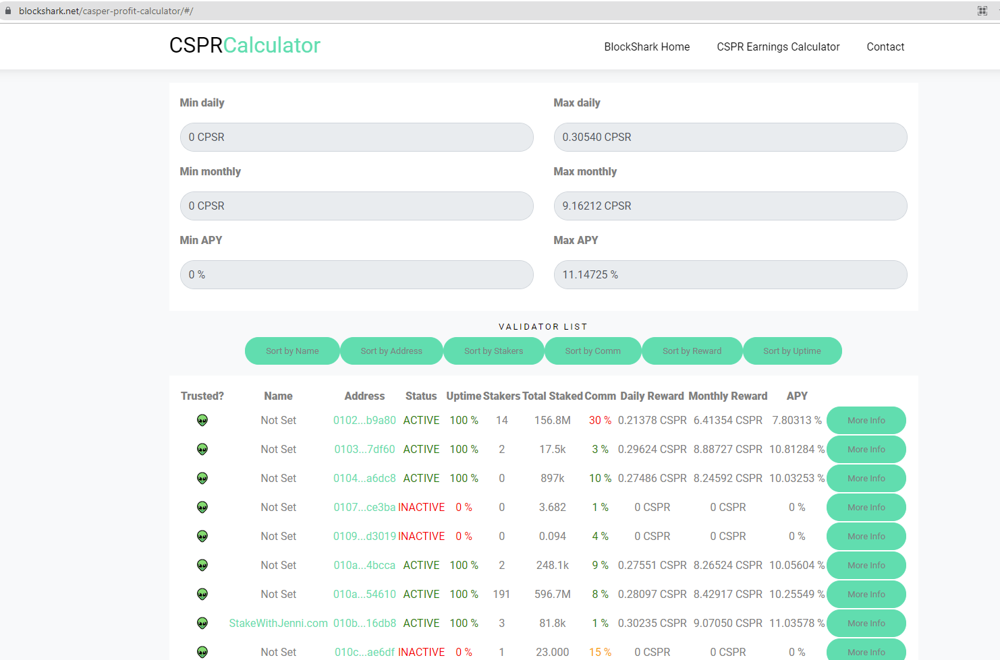 blockshark.net/casper-profit-calculator/#/
CSPRCalculator
BlockShark Home CSPR Earnings Calculator Contact
Min daily Max daily
0 CPSR 0.30540 CPSR
Min monthly Max monthly
0 CPSR 9.16212 CPSR
Min APY Max APY
0 % 11.14725 %
VALIDATOR LIST
Sort by Name Sort by Address Sort by Stakers Sort by Comm Sort by Reward Sort by Uptime
Trusted? Name Address Status Uptime Stakers Total Staked Comm Daily Reward Monthly Reward APY
Not Set 0102...b9a80 ACTIVE 100 % 14 156.8M 30 % 0.21378 CSPR 6.41354 CSPR 7.80313 % More Info
Not Set 0103...7df60 ACTIVE 100 % 2 17.5k 3 % 0.29624 CSPR 8.88727 CSPR 10.81284 % More Info
Not Set 0104...a6dc8 ACTIVE 100 % 0 897k 10 % 0.27486 CSPR 8.24592 CSPR 10.03253 % More Info
Not Set 0107...ce3ba INACTIVE 0 % 0 3.682 1 % 0 CSPR 0 CSPR 0 % More Info
Not Set 0109...d3019 INACTIVE 0 % 0 0.094 4 % 0 CSPR 0 CSPR 0 % More Info
Not Set 010a...4bcca ACTIVE 100 % 2 248.1k 9 % 0.27551 CSPR 8.26524 CSPR 10.05604 % More Info
Not Set 010a...54610 ACTIVE 100 % 191 596.7M 8 % 0.28097 CSPR 8.42917 CSPR 10.25549 % More Info
StakeWithJenni.com 010b...16db8 ACTIVE 100 % 3 81.8k 1 % 0.30235 CSPR 9.07050 CSPR 11.03578 % More Info
Not Set 010c...ae6df INACTIVE 0 % 1 23.000 15 % 0 CSPR 0 CSPR 0 % More Info